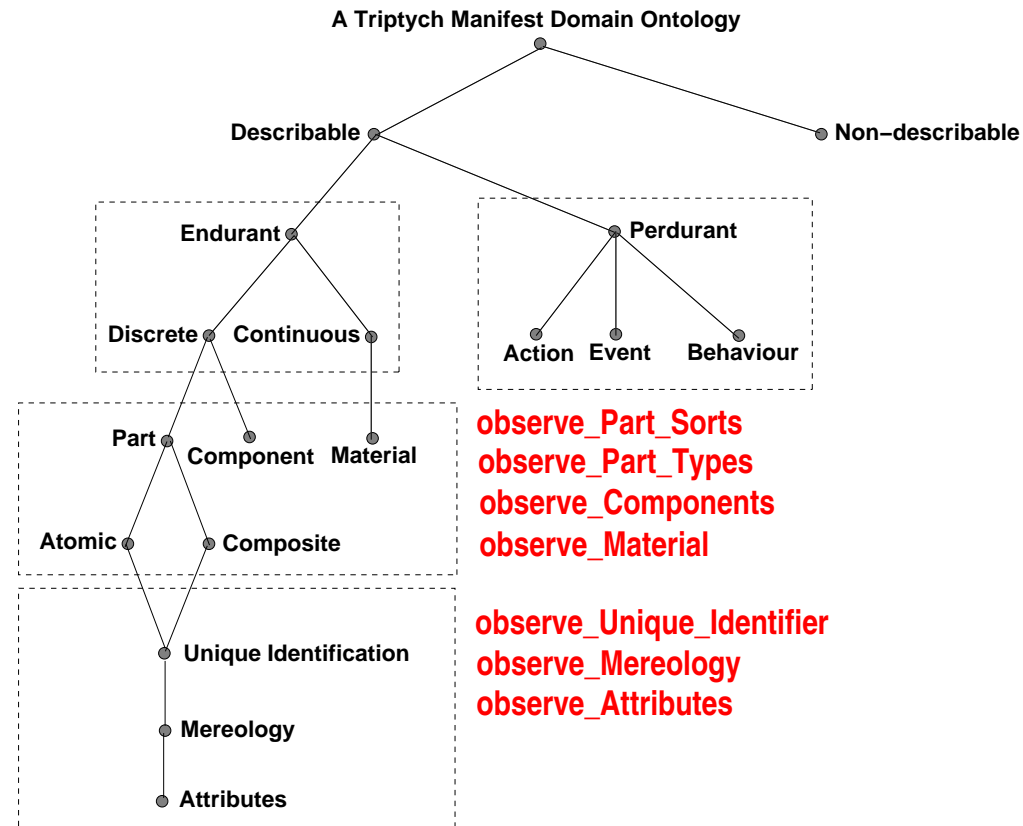 A Triptych Manifest Domain Ontology
Describable
Non−describable
Endurant
Perdurant
Discrete
Continuous
Action
Event
Behaviour
Part
Component
Material
observe_Part_Sorts
observe_Part_Types
observe_Components
observe_Material
Atomic
Composite
observe_Unique_Identifier
observe_Mereology
observe_Attributes
Unique Identification
Mereology
Attributes